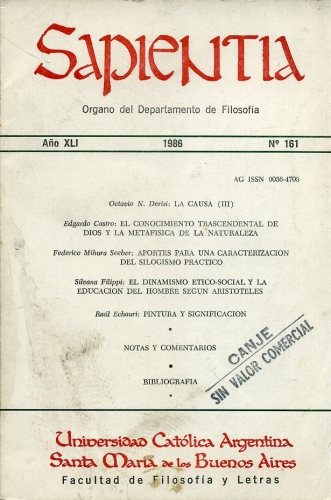 Sapientia
Organo del Departamento de Filosofía
Año XLI 1986 Nº 161
AG ISSN 0036-4703
Octavio N. Derisi: LA CAUSA (III)
Edgardo Castro: EL CONOCIMIENTO TRASCENDENTAL DE
DIOS Y LA METAFISICA DE LA NATURALEZA
Federico Mihura Seeber: APORTES PARA UNA CARACTERIZACION
DEL SILOGISMO PRACTICO
Silvana Filippi: EL DINAMISMO ETICO-SOCIAL Y LA
EDUCACION DEL HOMBRE SEGUN ARISTOTELES
Raúl Echauri: PINTURA Y SIGNIFICACION
NOTAS Y COMENTARIOS
BIBLIOGRAFIA
CANJE
SIN VALOR COMERCIAL
Universidad Católica Argentina
Santa María de los Buenos Aires
Facultad de Filosofía y Letras